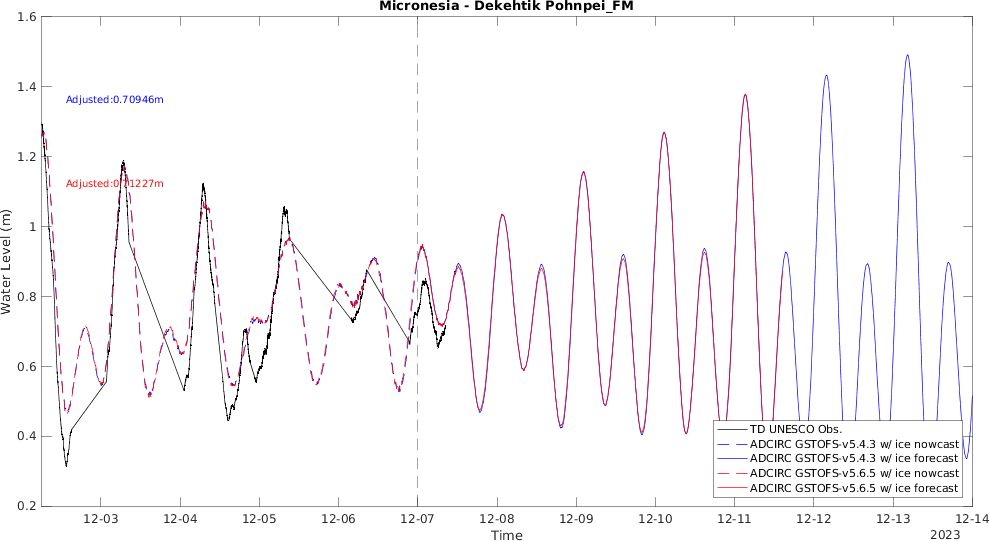 Micronesia - Dekehtik Pohnpei_FM
Water Level (m)
1.6
1.4
1.2
1
0.8
0.6
0.4
0.2
Adjusted:0.70946m
Adjusted:0.71227m
TD UNESCO Obs.
ADCIRC GSTOFS-v5.4.3 w/ ice nowcast
ADCIRC GSTOFS-v5.4.3 w/ ice forecast
ADCIRC GSTOFS-v5.6.5 w/ ice nowcast
ADCIRC GSTOFS-v5.6.5 w/ ice forecast
12-03 12-04 12-05 12-06 12-07 12-08 12-09 12-10 12-11 12-12 12-13 12-14
Time
2023